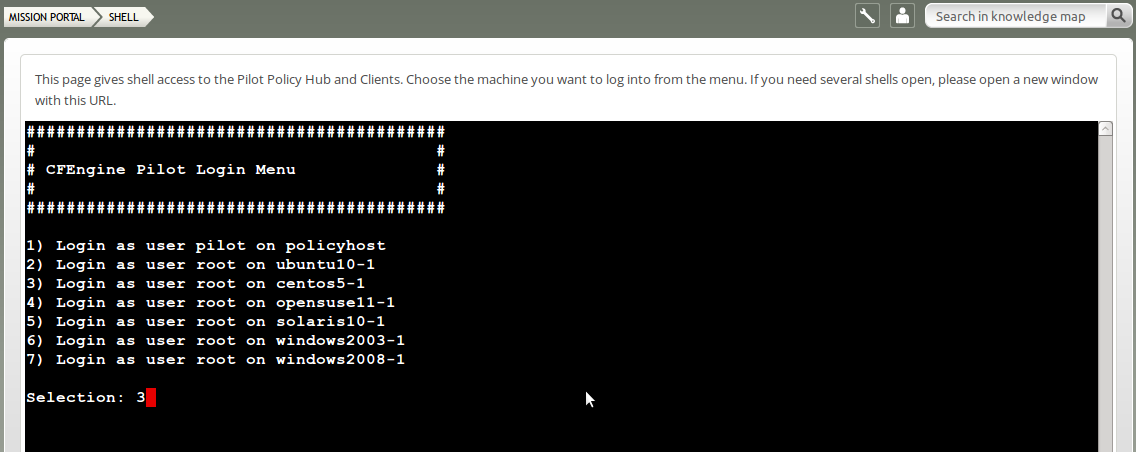 MISSION PORTAL SHELL Search in knowledge map
This page gives shell access to the Pilot Policy Hub and Clients. Choose the machine you want to log into from the menu. If you need several shells open, please open a new window
with this URL.
##########################################
# #
# CFEngine Pilot Login Menu #
# #
##########################################
1) Login as user pilot on policyhost
2) Login as user root on ubuntu10-1
3) Login as user root on centos5-1
4) Login as user root on opensuse11-1
5) Login as user root on solaris10-1
6) Login as user root on windows2003-1
7) Login as user root on windows2008-1
Selection: 3